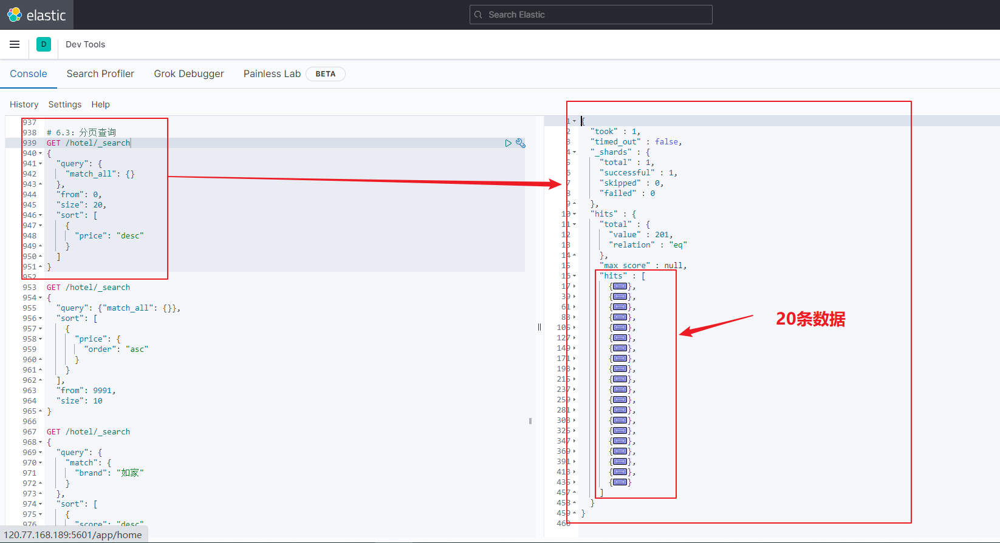 elastic
Search Elastic
D
Dev Tools
Console
Search Profiler
Grok Debugger
Painless Lab
BETA
History
Settings
Help
937
938 # 6.3: 分页查询
939 GET /hotel/_search
940 {
941 "query": {
942 "match_all": {}
943 },
944 "from": 0,
945 "size": 20,
946 "sort": [
947 {
948 "price": "desc"
949 }
950 ]
951 }
952
953 GET /hotel/_search
954 {
955 "query": {"match_all": {}},
956 "sort": [
957 {
958 "price": {
959 "order": "asc"
960 }
961 }
962 ],
963 "from": 9991,
964 "size": 10
965 }
966
967 GET /hotel/_search
968 {
969 "query": {
970 "match": {
971 "brand": "如家"
972 }
973 },
974 "sort": [
975 {
976 "score": "desc"
120.77.168.189:5601/app/home
1 {
2 "took" : 1,
3 "timed_out" : false,
4 "_shards" : {
5 "total" : 1,
6 "successful" : 1,
7 "skipped" : 0,
8 "failed" : 0
9 },
10 "hits" : {
11 "total" : {
12 "value" : 201,
13 "relation" : "eq"
14 },
15 "max_score" : null,
16 "hits" : [
17 {},
39 {},
61 {},
83 {},
105 {},
127 {},
149 {},
171 {},
193 {},
215 {},
237 {},
259 {},
281 {},
303 {},
325 {},
347 {},
369 {},
391 {},
413 {},
435 {}
457 ]
458 }
459 }
460
20条数据